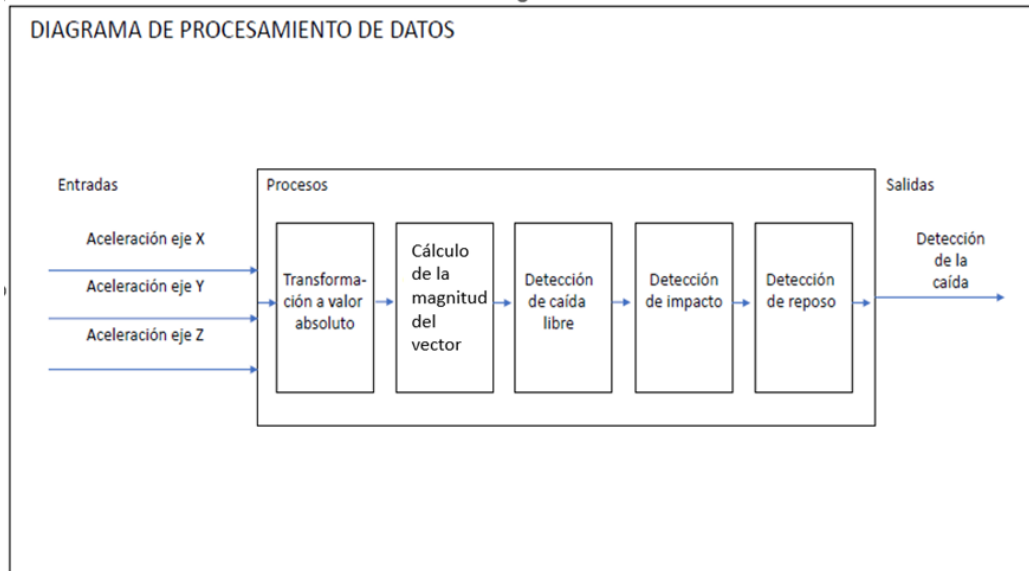 DIAGRAMA DE PROCESAMIENTO DE DATOS
Entradas
Procesos
Salidas
Aceleración eje X
Aceleración eje Y
Aceleración eje Z
Transforma-
ción a valor
absoluto
Cálculo
de la
magnitud
del
vector
Detección
de caída
libre
Detección
de impacto
Detección
de reposo
Detección
de la
caída